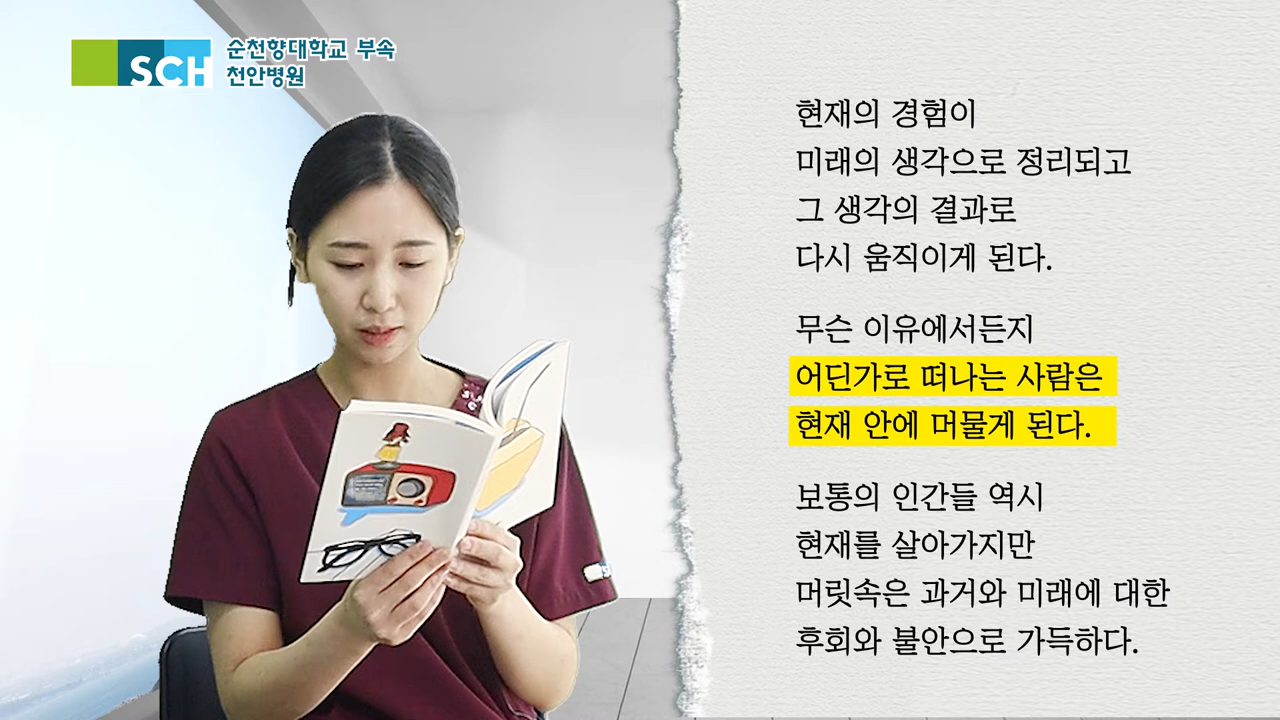 SCH 순천향대학교 부속
천안병원
현재의 경험이
미래의 생각으로 정리되고
그 생각의 결과로
다시 움직이게 된다.
무슨 이유에서든지
어딘가로 떠나는 사람은
현재 안에 머물게 된다.
보통의 인간들 역시
현재를 살아가지만
머릿속은 과거와 미래에 대한
후회와 불안으로 가득하다.